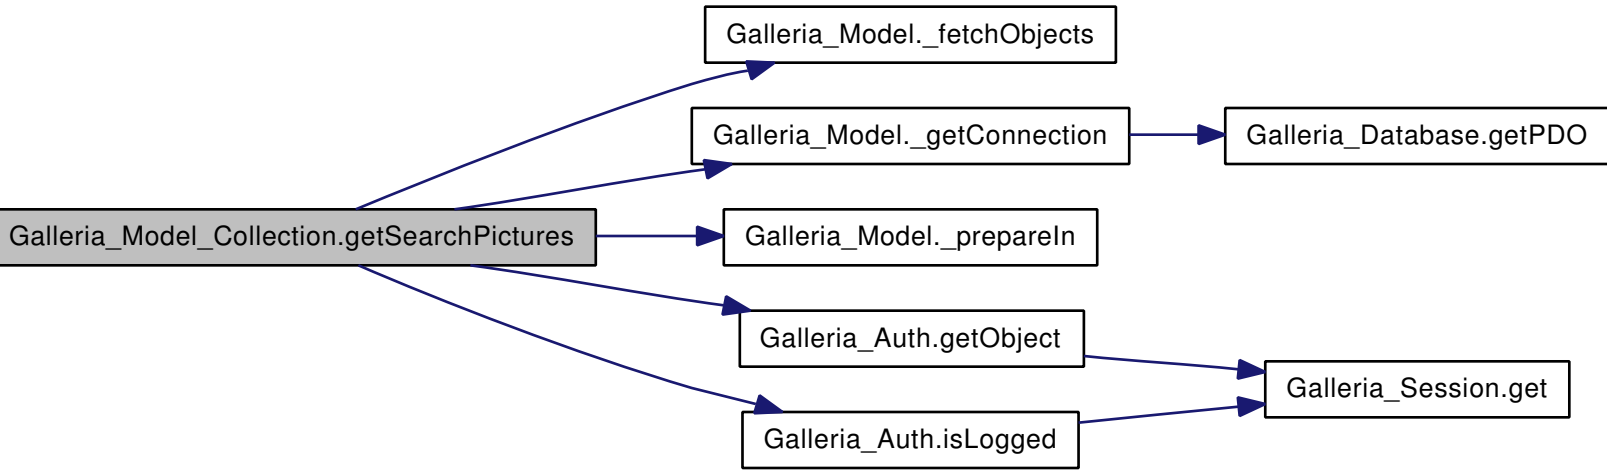 Galleria_Model._fetchObjects
Galleria_Model._getConnection
Galleria_Database.getPDO
Galleria_Model_Collection.getSearchPictures
Galleria_Model._prepareIn
Galleria_Auth.getObject
Galleria_Session.get
Galleria_Auth.isLogged